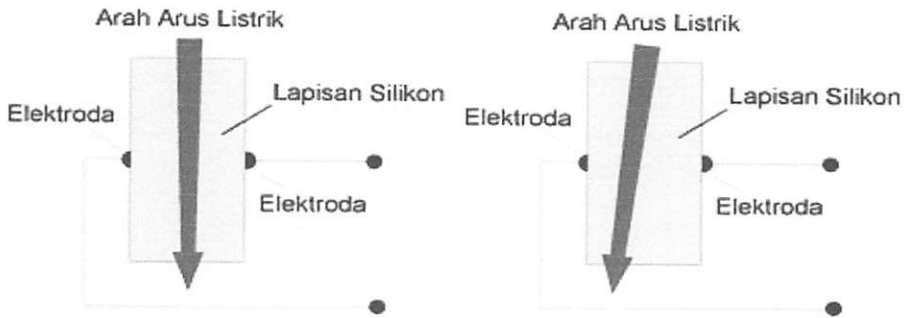 Arah Arus Listrik
Lapisan Silikon
Elektroda
Elektroda
Arah Arus Listrik
Lapisan Silikon
Elektroda
Elektroda